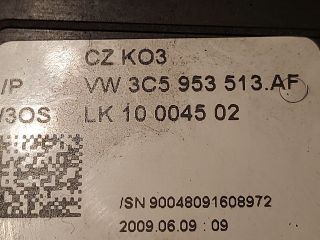 CZ KO3
/P VW 3C5 953 513.AF
/3OS LK 10 0045 02
/SN 90048091608972
2009.06.09 : 09